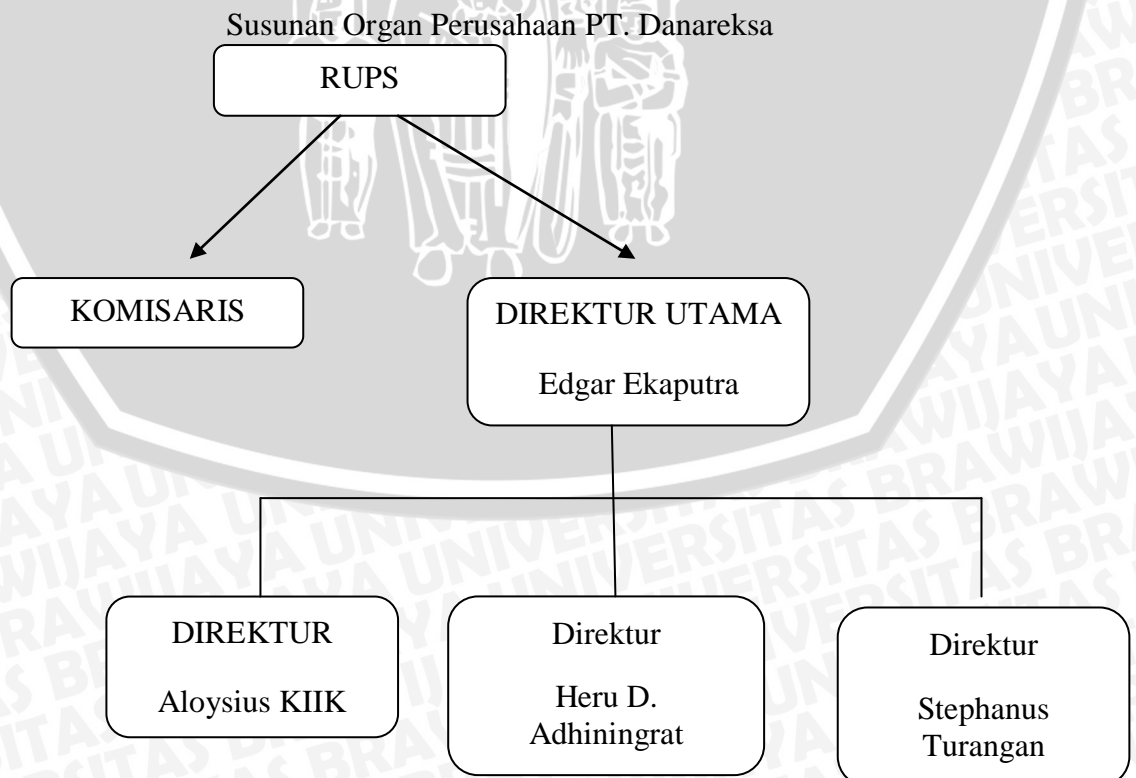 Susunan Organ Perusahaan PT. Danareksa
RUPS
KOMISARIS
DIREKTUR UTAMA
Edgar Ekaputra
DIREKTUR
Aloysius KIIK
Direktur
Heru D.
Adhiningrat
Direktur
Stephanus
Turangan